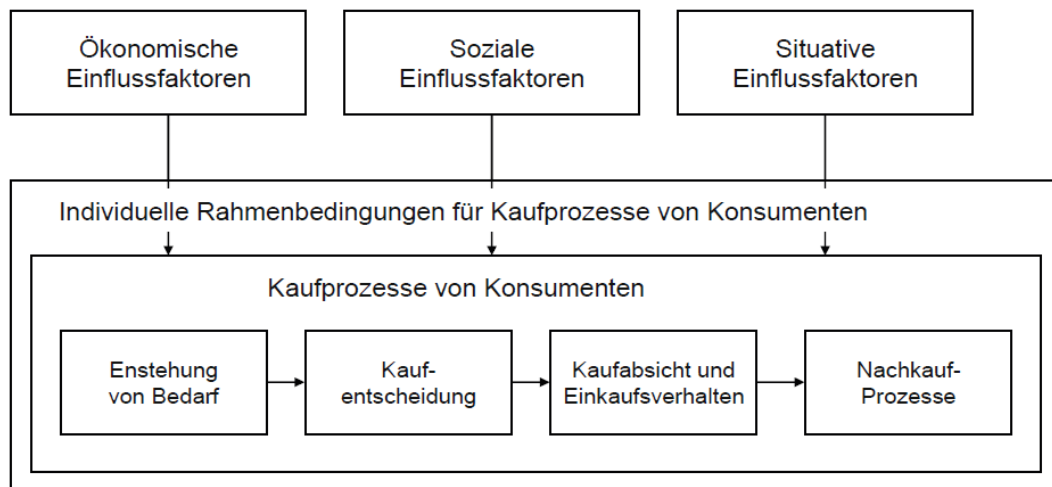 Ökonomische
Einflussfaktoren
Soziale
Einflussfaktoren
Situative
Einflussfaktoren
Individuelle Rahmenbedingungen für Kaufprozesse von Konsumenten
Kaufprozesse von Konsumenten
Enstehung
von Bedarf
Kauf-
entscheidung
Kaufabsicht und
Einkaufsverhalten
Nachkauf-
Prozesse